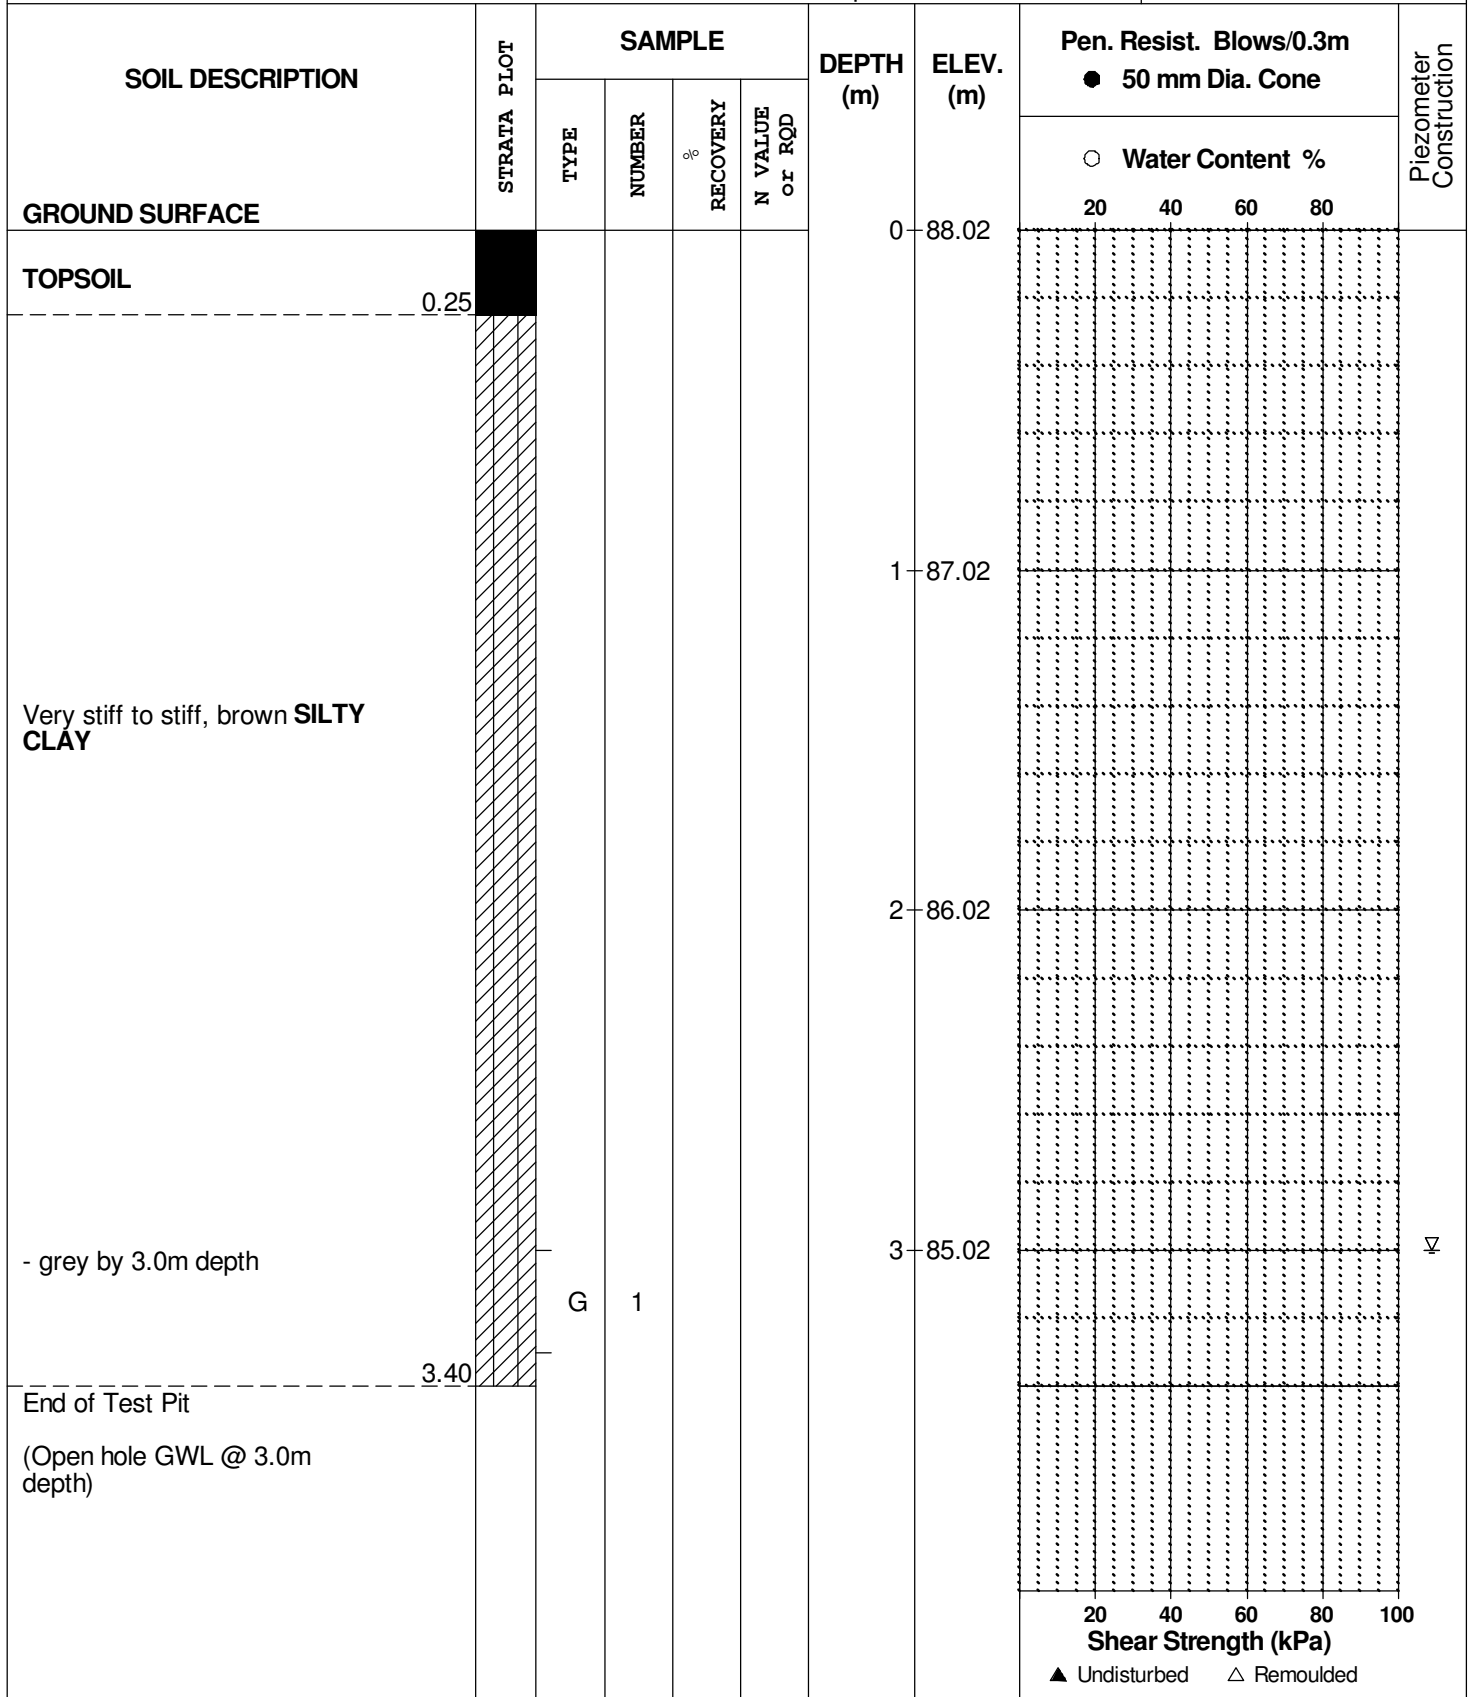 SOIL DESCRIPTION
GROUND SURFACE
STRATA PLOT
SAMPLE
TYPE
NUMBER
%
RECOVERY
N VALUE
or RQD
DEPTH
(m)
ELEV.
(m)
Pen. Resist. Blows/0.3m
● 50 mm Dia. Cone
○ Water Content %
20 40 60 80
Piezometer
Construction
0 88.02
TOPSOIL
0.25
1 87.02
Very stiff to stiff, brown SILTY
CLAY
2 86.02
- grey by 3.0m depth
3 85.02
G 1
3.40
End of Test Pit
(Open hole GWL @ 3.0m
depth)
20 40 60 80 100
Shear Strength (kPa)
▲ Undisturbed △ Remoulded